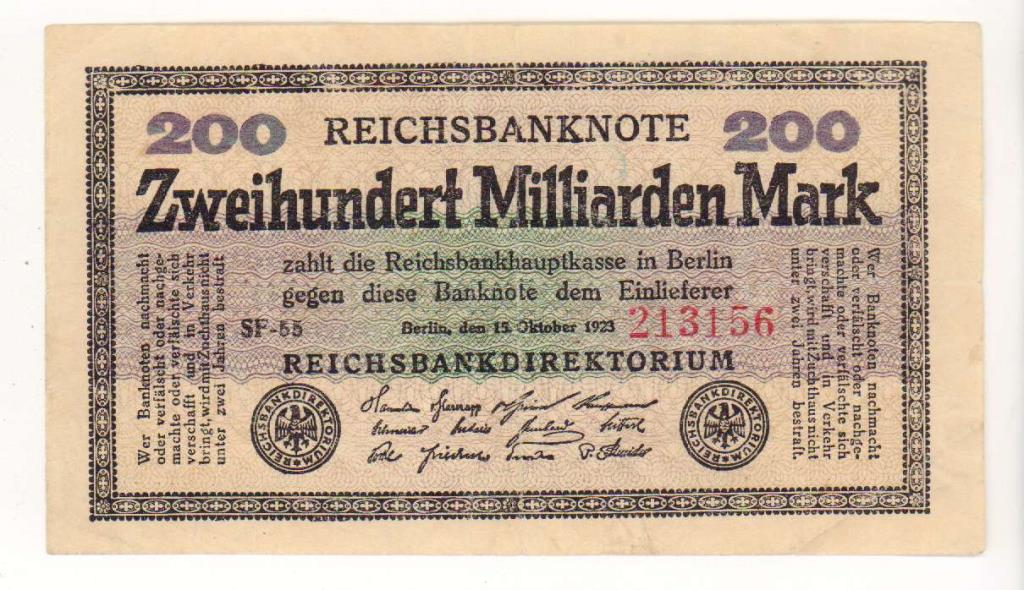 200 REICHSBANKNOTE 200
Zweihundert Milliarden Mark
zahlt die Reichsbankhauptkasse in Berlin
gegen diese Banknote dem Einlieferer
SF-55 Berlin, den 15. Oktober 1923 213156
REICHSBANKDIREKTORIUM
Wer Banknoten nachmacht
oder verfälscht oder nachge-
machte oder verfälschte sich
verschafft und in Verkehr
bringt, wird mit Zuchthaus nicht
unter zwei Jahren bestraft
Wer Banknoten nachmacht
oder verfälscht oder nachge-
machte oder verfälschte sich
verschafft und in Verkehr
bringt, wird mit Zuchthaus nicht
unter zwei Jahren bestraft.
REICHSBANKDIREKTORIUM
REICHSBANKDIREKTORIUM